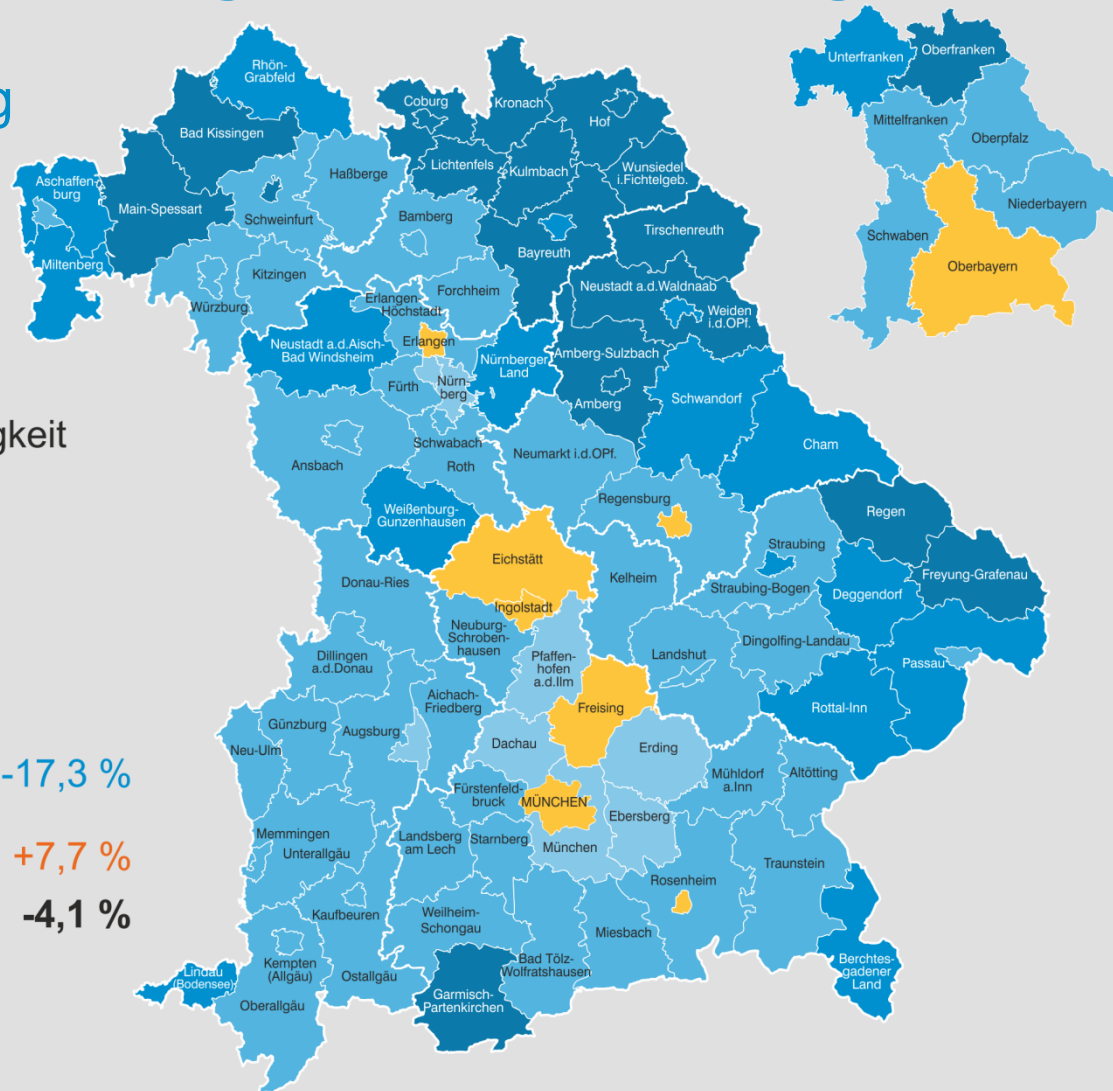 g
g
gkeit
-17,3 %
+7,7 %
-4,1 %
Rhön-
Grabfeld
Bad Kissingen
Aschaffen-
burg
Main-Spessart
Miltenberg
Coburg
Kronach
Hof
Lichtenfels
Kulmbach
Wunsiedel
i.Fichtelgeb.
Haßberge
Schweinfurt
Bamberg
Bayreuth
Tirschenreuth
Kitzingen
Würzburg
Forchheim
Erlangen-
Höchstadt
Erlangen
Neustadt a.d.Waldnaab
Weiden
i.d.OPf.
Neustadt a.d.Aisch-
Bad Windsheim
Nürnberger
Land
Amberg-Sulzbach
Amberg
Fürth
Nürn-
berg
Schwandorf
Cham
Ansbach
Schwabach
Roth
Neumarkt i.d.OPf.
Regensburg
Weißenburg-
Gunzenhausen
Regen
Straubing
Eichstätt
Kelheim
Freyung-Grafenau
Donau-Ries
Straubing-Bogen
Deggendorf
Ingolstadt
Neuburg-
Schroben-
hausen
Dingolfing-Landau
Dillingen
a.d.Donau
Pfaffen-
hofen
a.d.Ilm
Landshut
Passau
Aichach-
Friedberg
Freising
Rottal-Inn
Günzburg
Augsburg
Neu-Ulm
Dachau
Erding
Mühldorf
a.Inn
Altötting
Fürstenfeld-
bruck
MÜNCHEN
Ebersberg
Memmingen
Unterallgäu
Landsberg
am Lech
Starnberg
München
Traunstein
Rosenheim
Kaufbeuren
Weilheim-
Schongau
Miesbach
Bad Tölz-
Wolfratshausen
Berchtes-
gadener
Land
Lindau
(Bodensee)
Kempten
(Allgäu)
Ostallgäu
Oberallgäu
Garmisch-
Partenkirchen
Unterfranken
Oberfranken
Mittelfranken
Oberpfalz
Niederbayern
Schwaben
Oberbayern